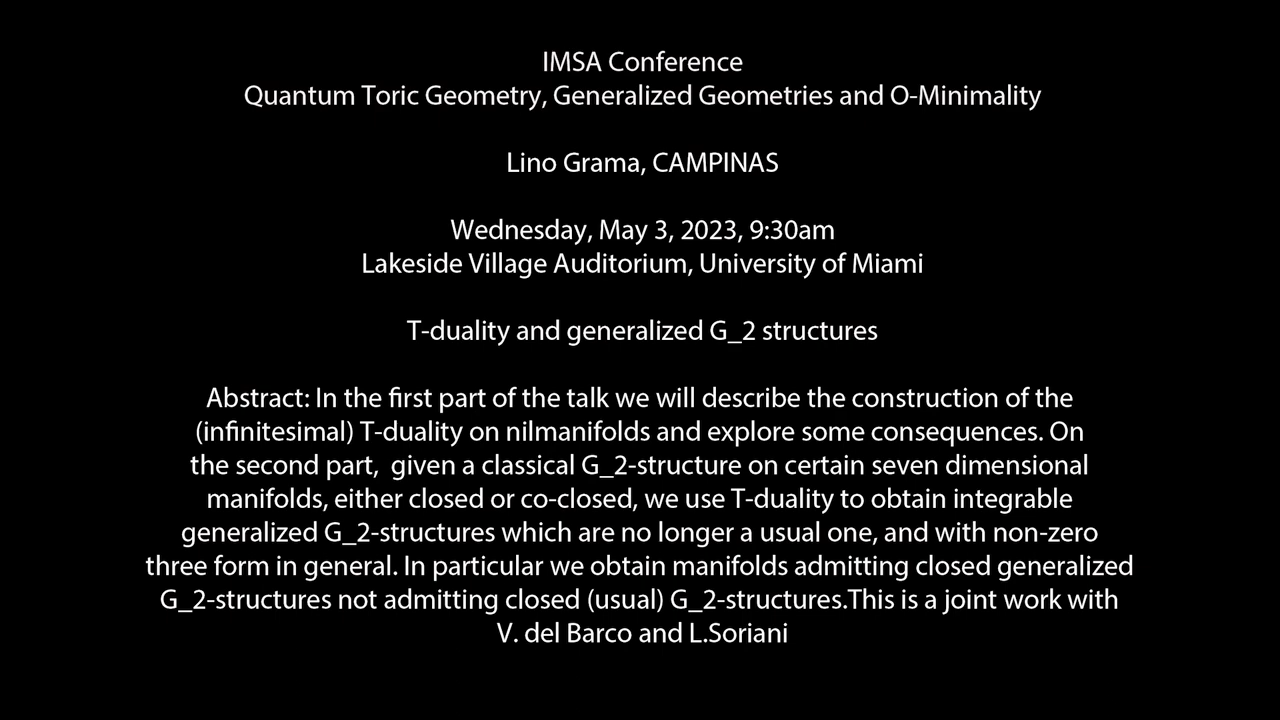 IMSA Conference
Quantum Toric Geometry, Generalized Geometries and O-Minimality
Lino Grama, CAMPINAS
Wednesday, May 3, 2023, 9:30am
Lakeside Village Auditorium, University of Miami
T-duality and generalized G_2 structures
Abstract: In the first part of the talk we will describe the construction of the
(infinitesimal) T-duality on nilmanifolds and explore some consequences. On
the second part,  given a classical G_2-structure on certain seven dimensional
manifolds, either closed or co-closed, we use T-duality to obtain integrable
generalized G_2-structures which are no longer a usual one, and with non-zero
three form in general. In particular we obtain manifolds admitting closed generalized
G_2-structures not admitting closed (usual) G_2-structures.This is a joint work with
V. del Barco and L.Soriani